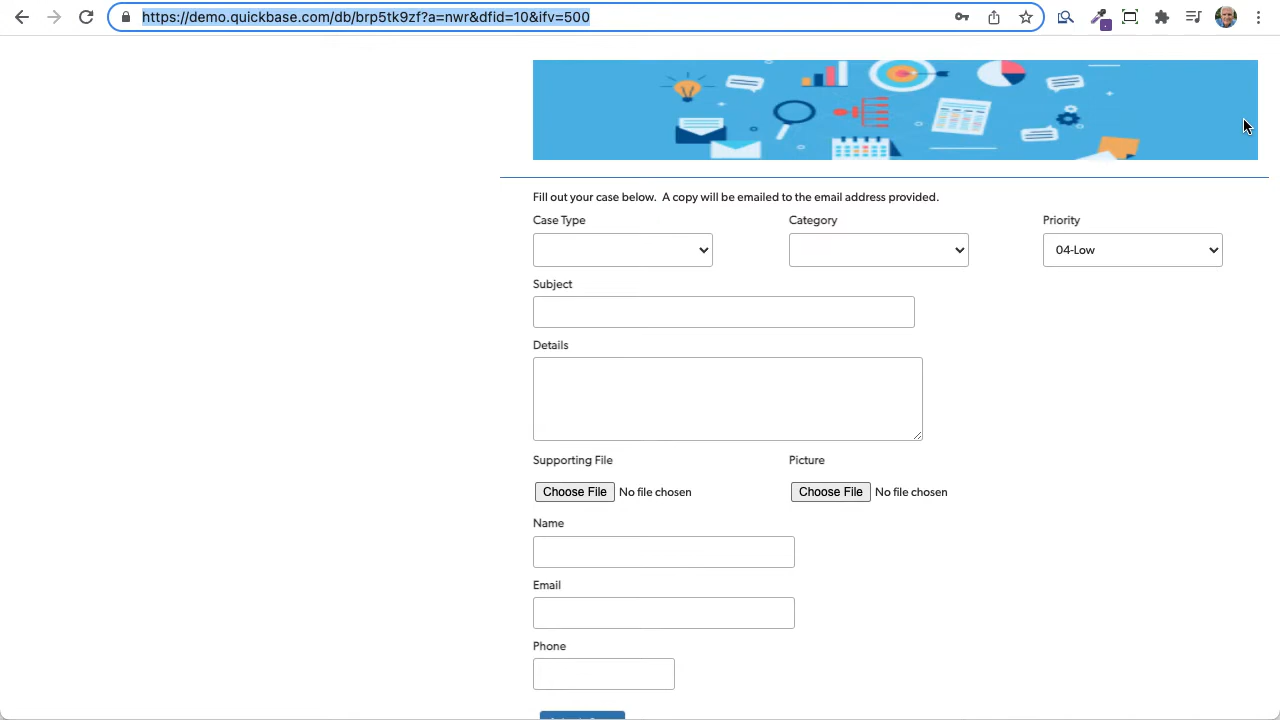 https://demo.quickbase.com/db/brp5tk9zf?a=nwr&dfid=10&ifv=500
Fill out your case below. A copy will be emailed to the email address provided.
Case Type Category Priority
04-Low
Subject
Details
Supporting File Picture
Choose File No file chosen Choose File No file chosen
Name
Email
Phone